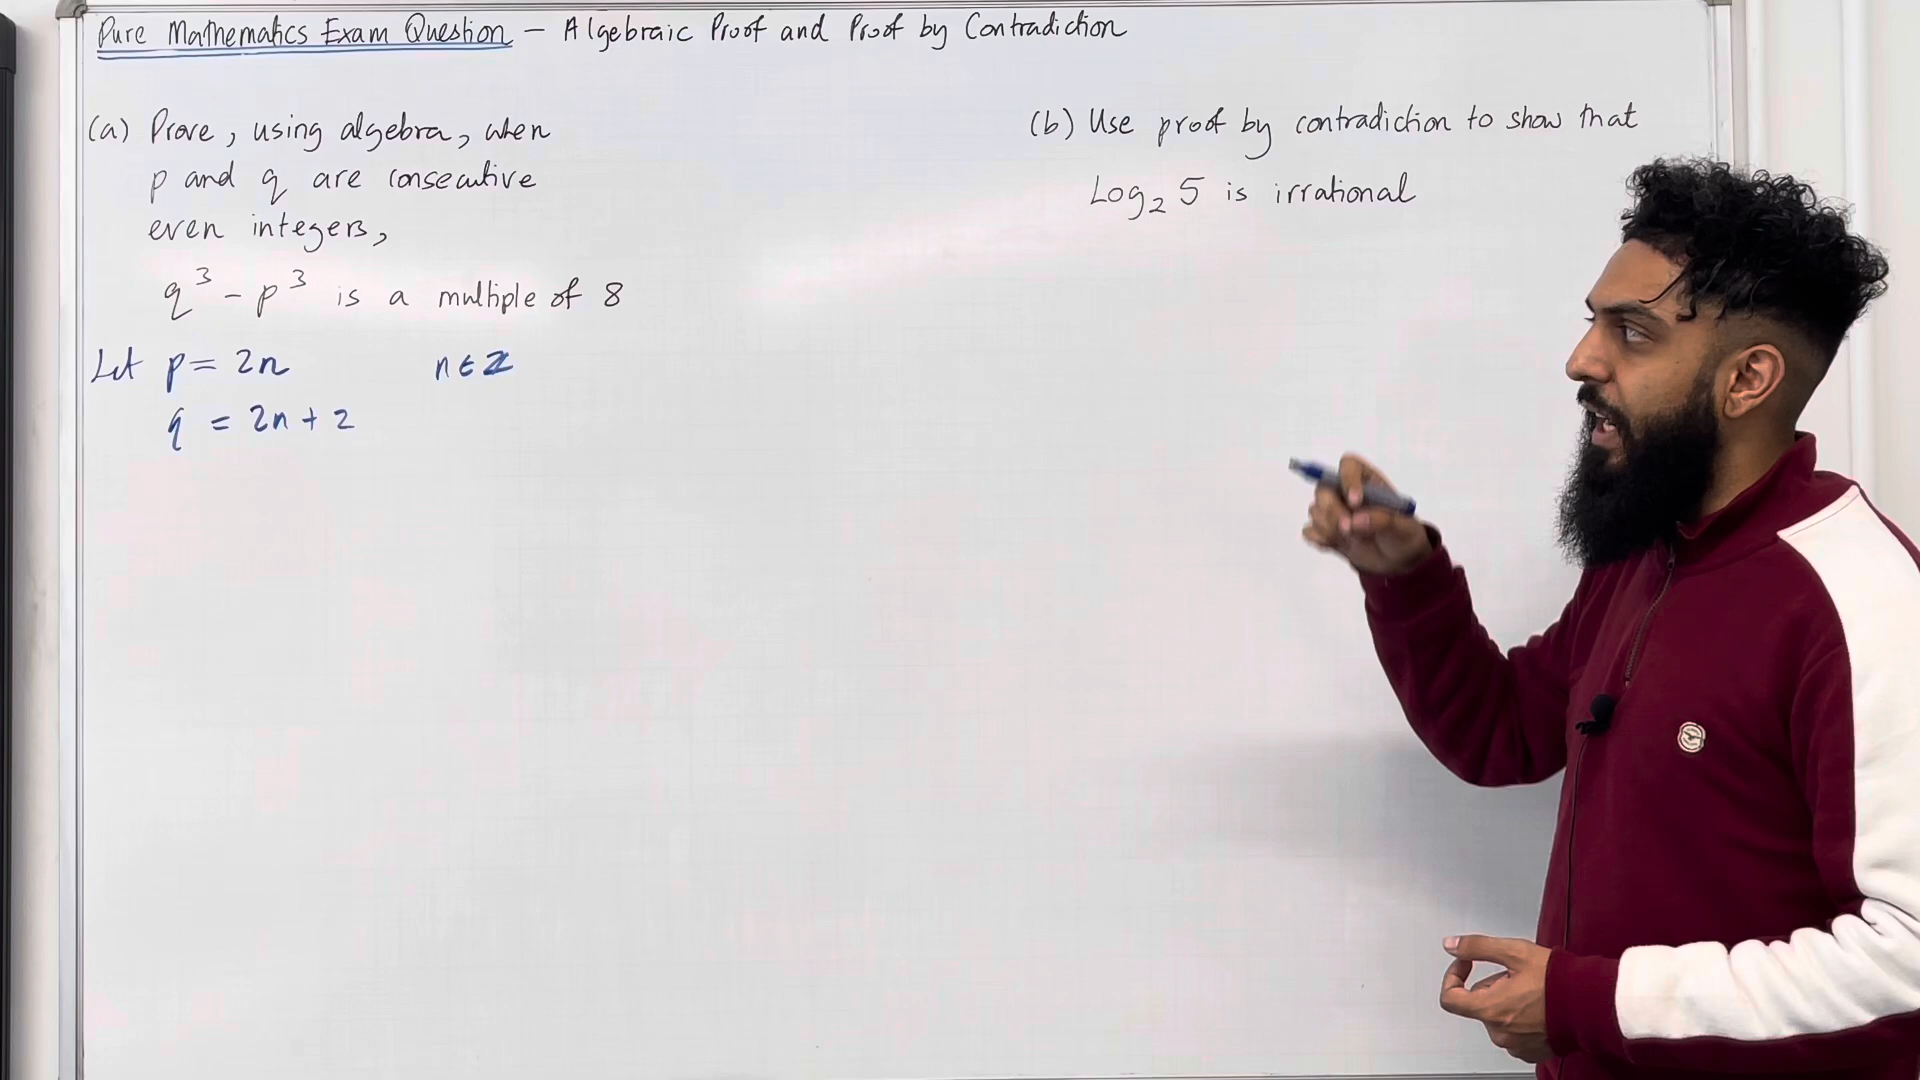 Pure Mathematics Exam Question – Algebraic Proof and Proof by Contradiction
(a) Prove, using algebra, when
p and q are consecutive
even integers,
q³ - p³ is a multiple of 8
Let p = 2n n ∈ ℤ
q = 2n + 2
(b) Use proof by contradiction to show that
Log₂ 5 is irrational